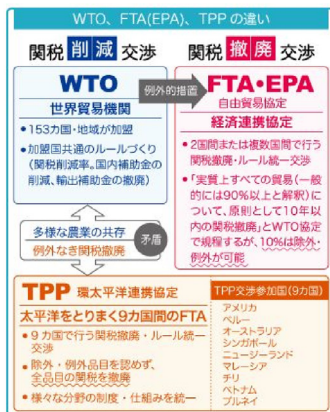 WTO、FTA(EPA)、TPPの違い
関税 削減 交渉
関税 撤廃 交渉
WTO
世界貿易機関
●153カ国・地域が加盟
●加盟国共通のルールづくり
(関税削減率。国内補助金の
削減、輸出補助金の撤廃)
例外的措置
FTA・EPA
自由貿易協定
経済連携協定
●2国間または複数国間で行う
関税撤廃・ルール統一交渉
●「実質上すべての貿易(一般
的には90%以上と解釈)に
ついて、原則として10年以
内の関税撤廃」とWTO協定
で規程するが、10%は除外・
例外が可能
多様な農業の共存
例外なき関税撤廃
矛盾
TPP 環太平洋連携協定
太平洋をとりまく9カ国間のFTA
●9カ国で行う関税撤廃・ルール統一
交渉
●除外・例外品目を認めず、
全品目の関税を撤廃
●様々な分野の制度・仕組みを統一
TPP交渉参加国(9カ国)
アメリカ
ペルー
オーストラリア
シンガポール
ニュージーランド
マレーシア
チリ
ベトナム
ブルネイ